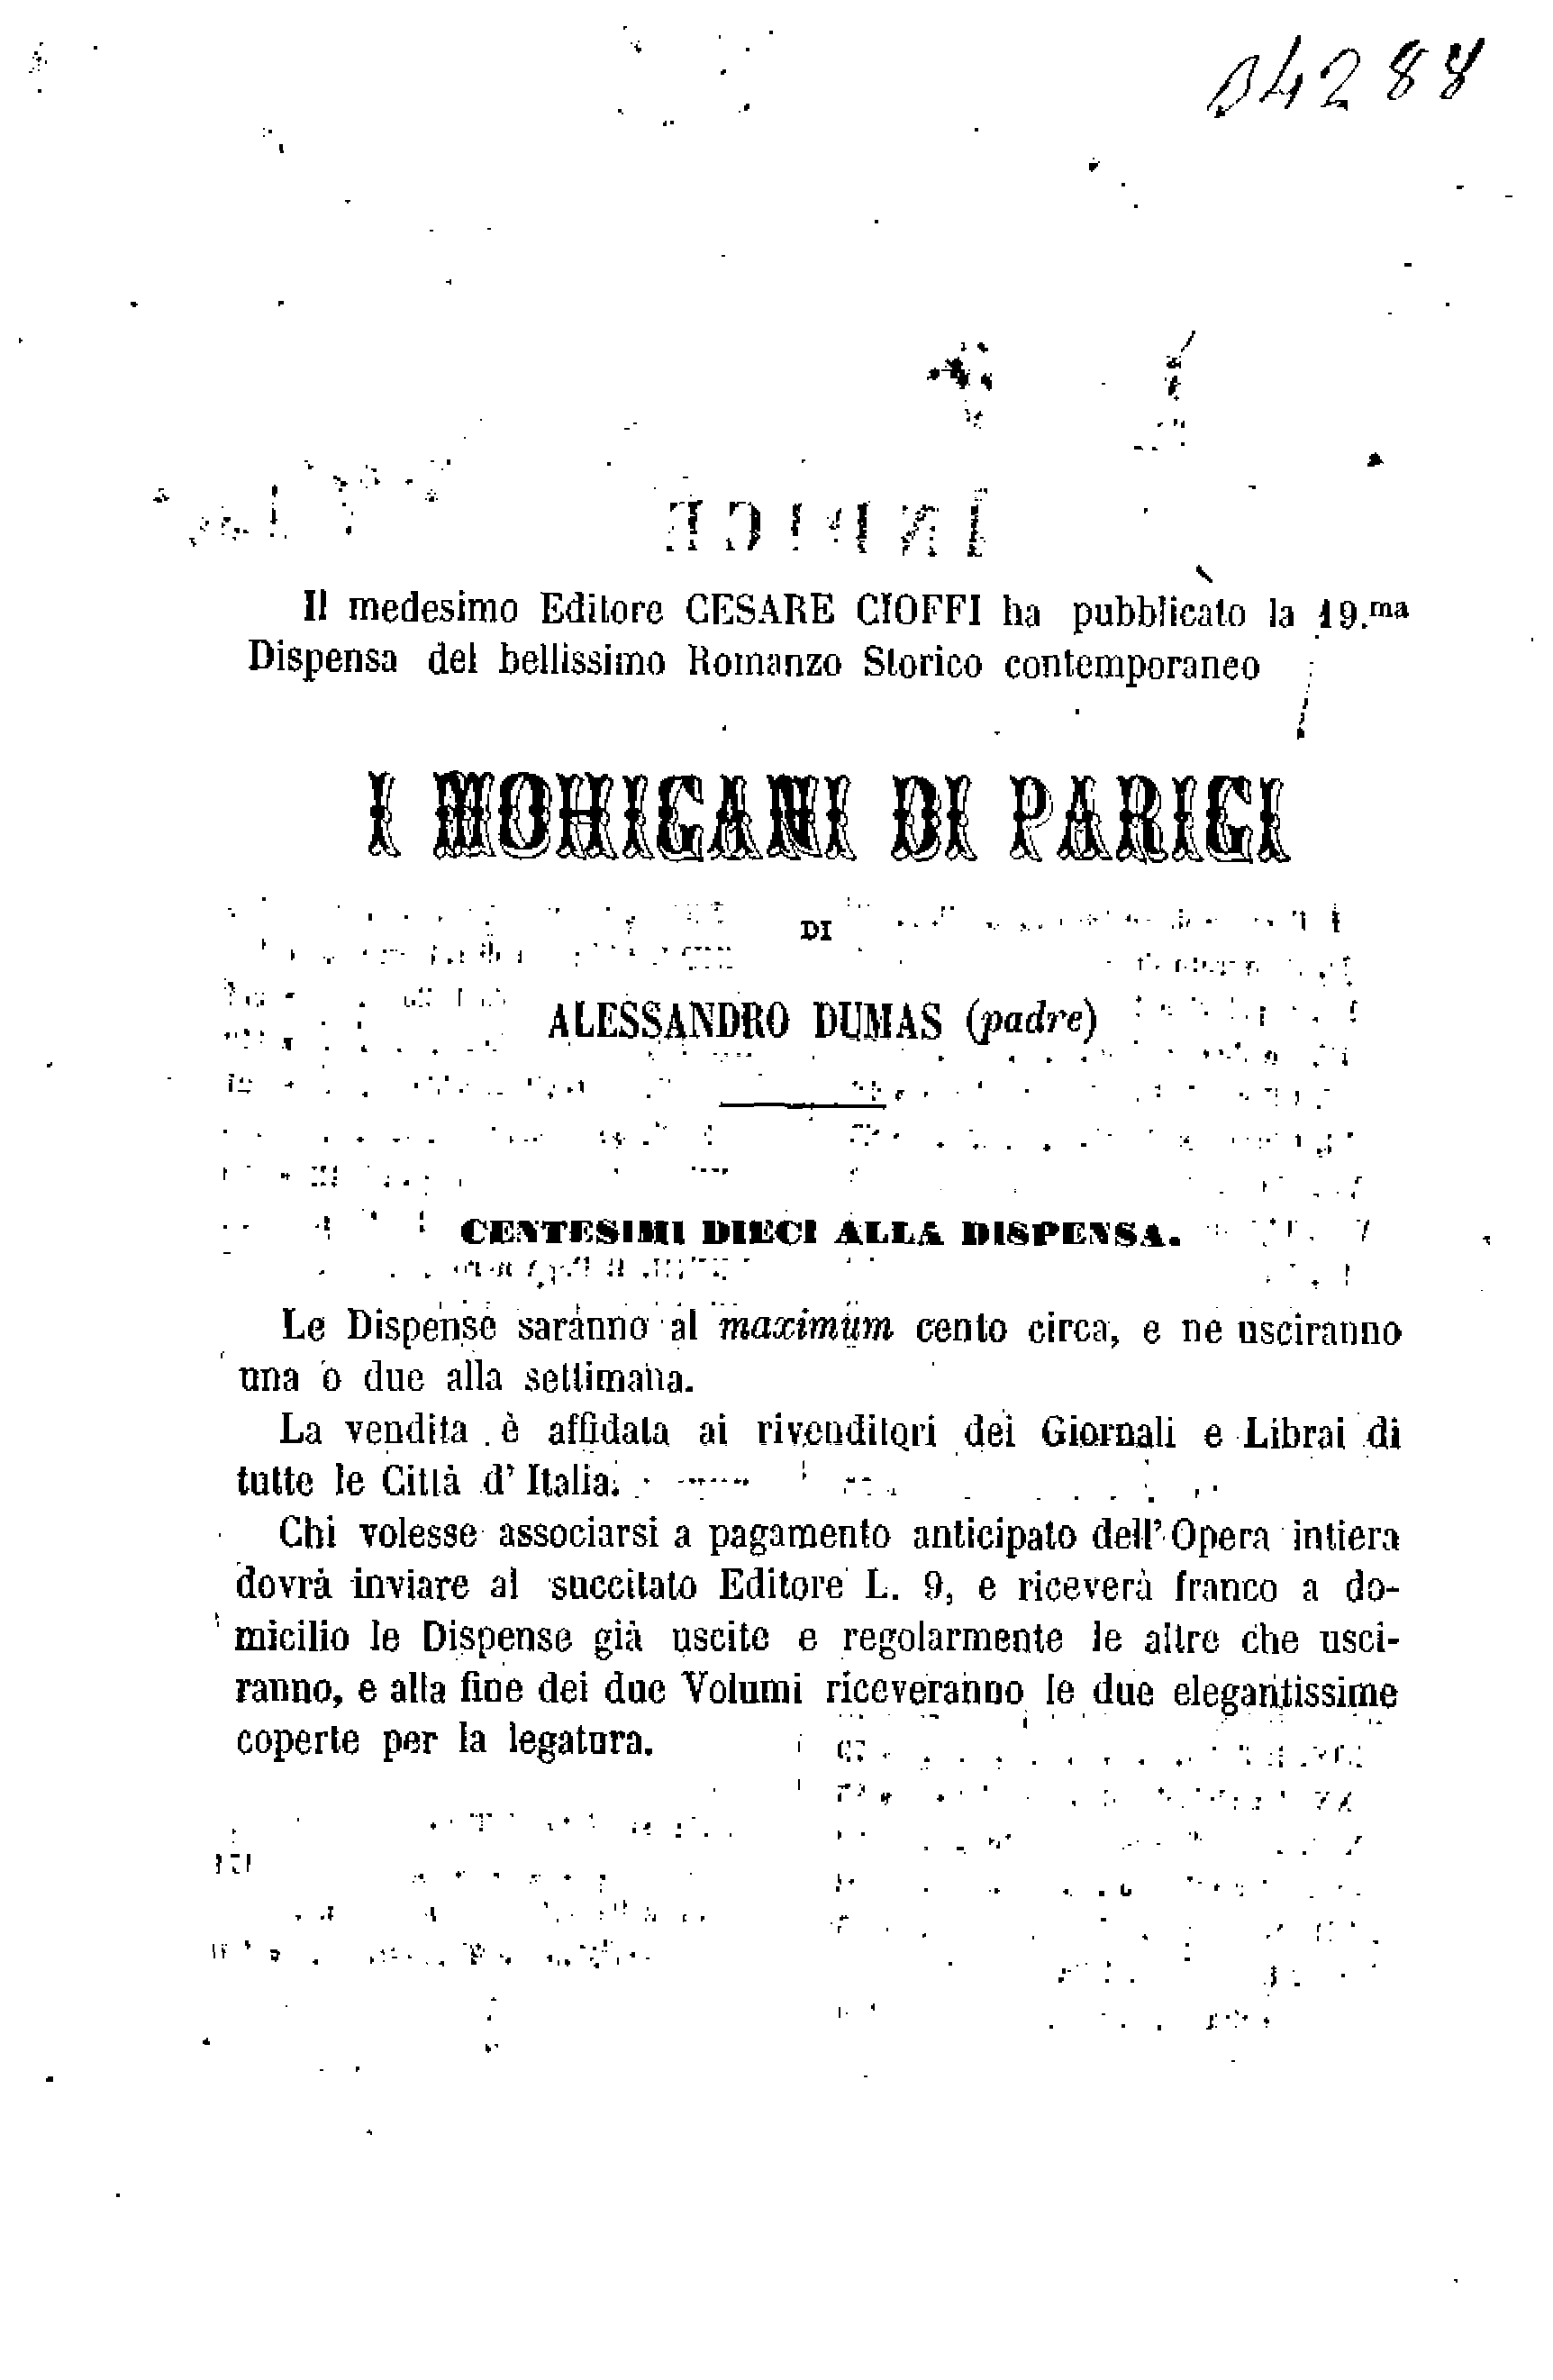 Il medesimo Editore CESARE CIOFFI ha pubblicato la 19.ma
Dispensa del bellissimo Romanzo Storico contemporaneo
I MOHICANI DI PARIGI
DI
ALESSANDRO DUMAS (padre)
CENTESIMI DIECI ALLA DISPENSA.
Le Dispense saranno al maximum cento circa, e ne usciranno
una o due alla settimana.
La vendita è affidata ai rivenditori dei Giornali e Librai di
tutte le Città d' Italia.
Chi volesse associarsi a pagamento anticipato dell' Opera intiera
dovrà inviare al succitato Editore L. 9, e riceverà franco a do-
micilio le Dispense già uscite e regolarmente le altre che usci-
ranno, e alla fine dei due Volumi riceveranno le due elegantissime
coperte per la legatura.